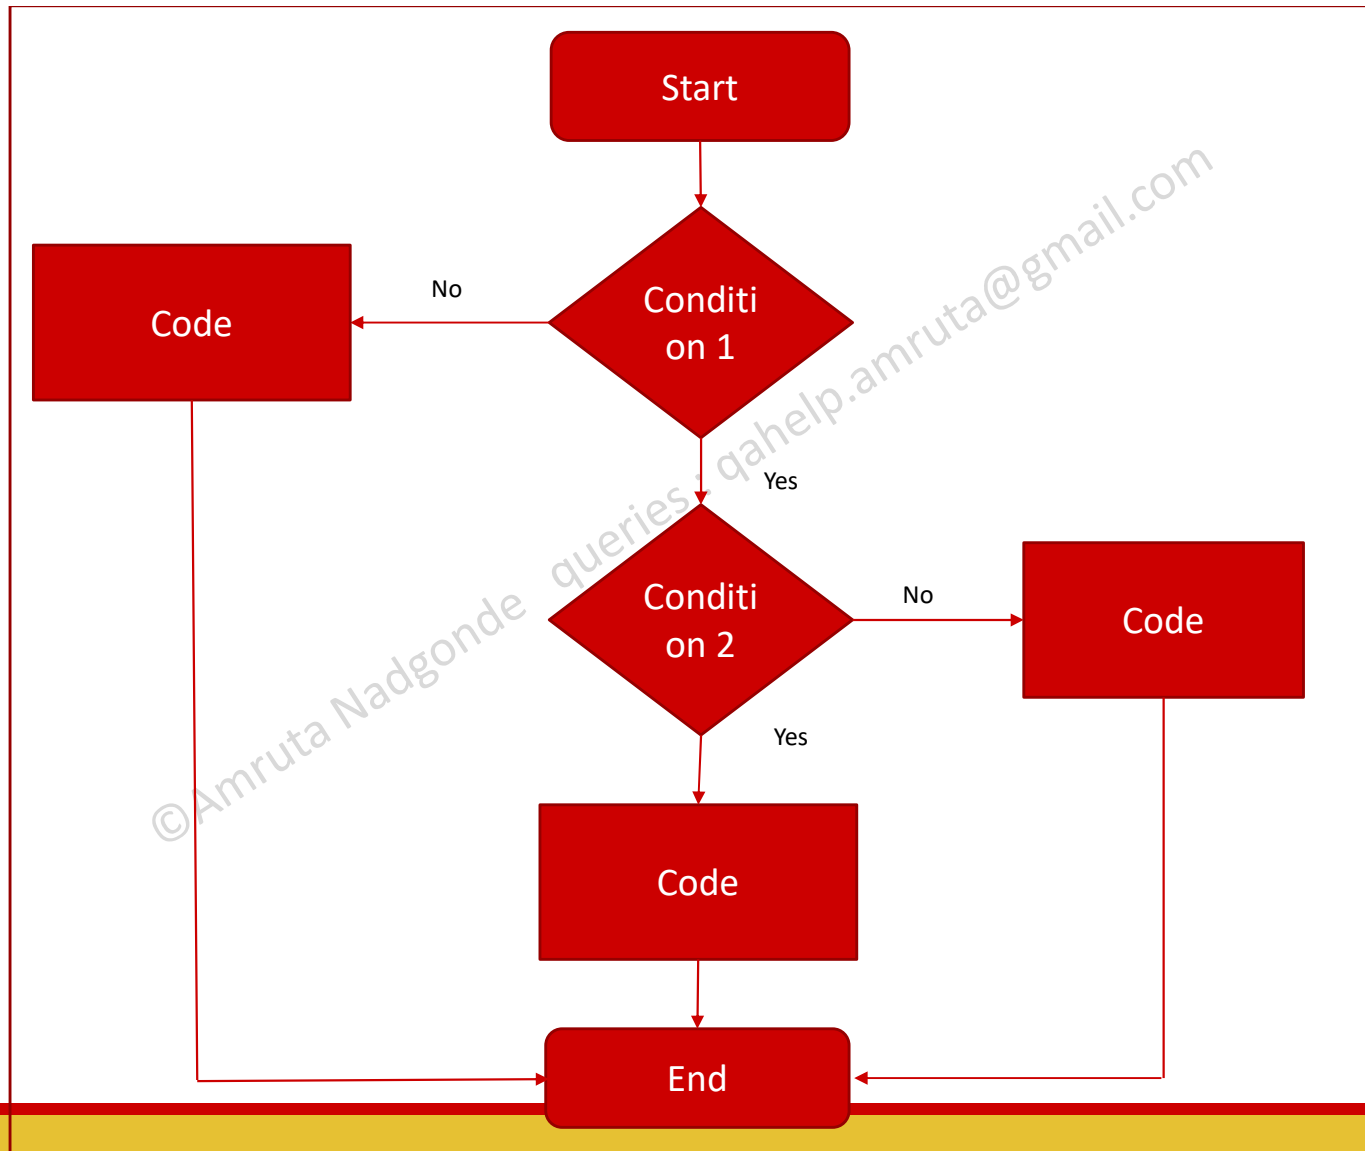 Start
No
Code
Conditi
on 1
Yes
Conditi
on 2
No
Code
Yes
Code
End
©Amruta Nadgonde queries : qahelp.amruta@gmail.com